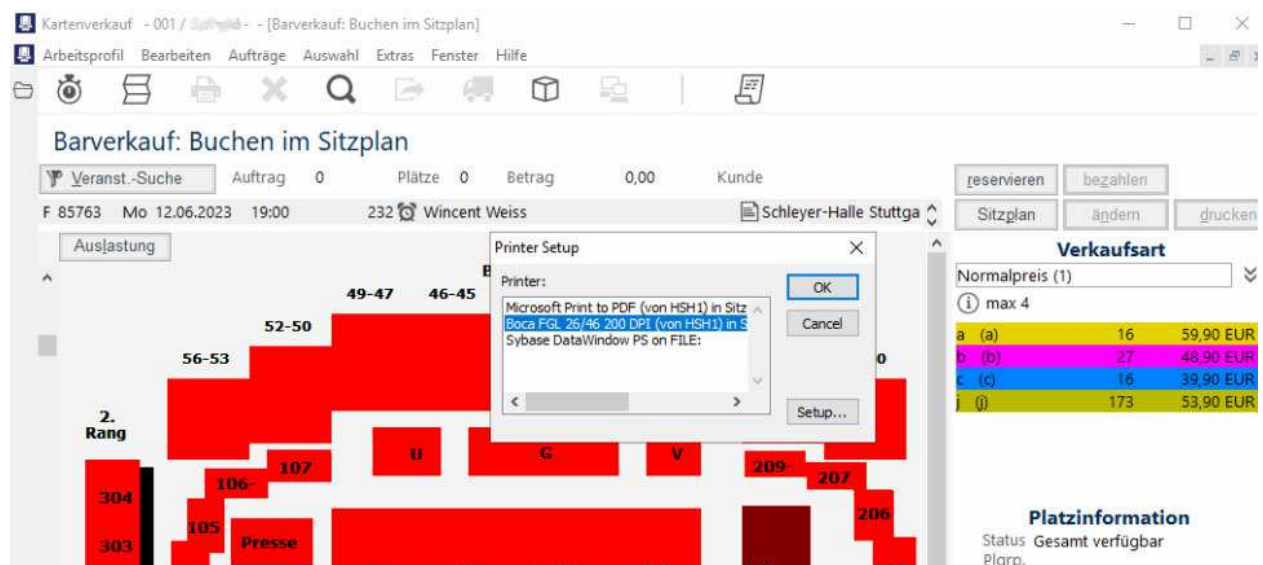 Kartenverkauf - 001 / - - [Barverkauf: Buchen im Sitzplan]
Arbeitsprofil Bearbeiten Aufträge Auswahl Extras Fenster Hilfe
Barverkauf: Buchen im Sitzplan
Veranst.-Suche Auftrag 0 Plätze 0 Betrag 0,00 Kunde reservieren bezahlen
F 85763 Mo 12.06.2023 19:00 232 Wincent Weiss Schleyer-Halle Stuttga Sitzplan ändern drucken
Auslastung
Printer Setup
Printer:
Microsoft Print to PDF (von HSH1) in Sitz
Boca FGL 26/46 200 DPI (von HSH1) in S
Sybase DataWindow PS on FILE:
OK
Cancel
Setup...
49-47 46-45
52-50
56-53
2.
Rang
U G V
107 209-
106- 207
304
105 206
303 Presse
Verkaufsart
Normalpreis (1)
max 4
a (a) 16 59,90 EUR
b (b) 27 48,90 EUR
c (c) 16 39,90 EUR
j (j) 173 53,90 EUR
Platzinformation
Status Gesamt verfügbar
Plgrp.